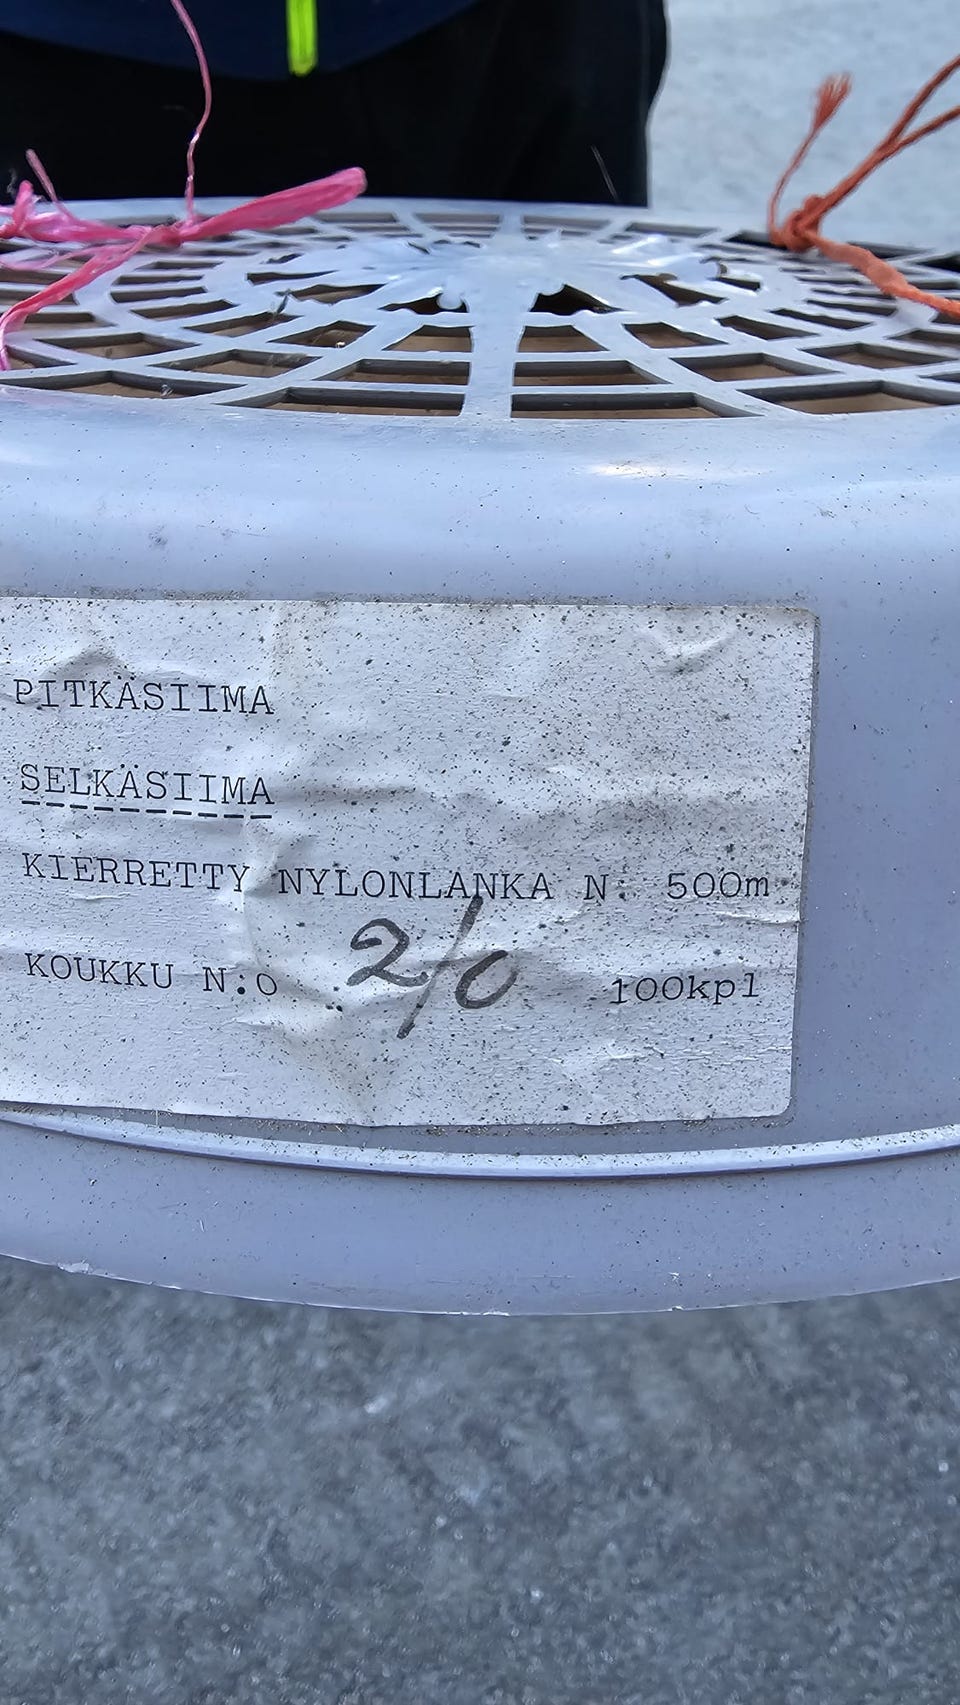 PITKÄSIIMA
SELKÄSIIMA
KIERRETTY NYLONLANKA N: 500m
KOUKKU N:O 2/0 100kpl